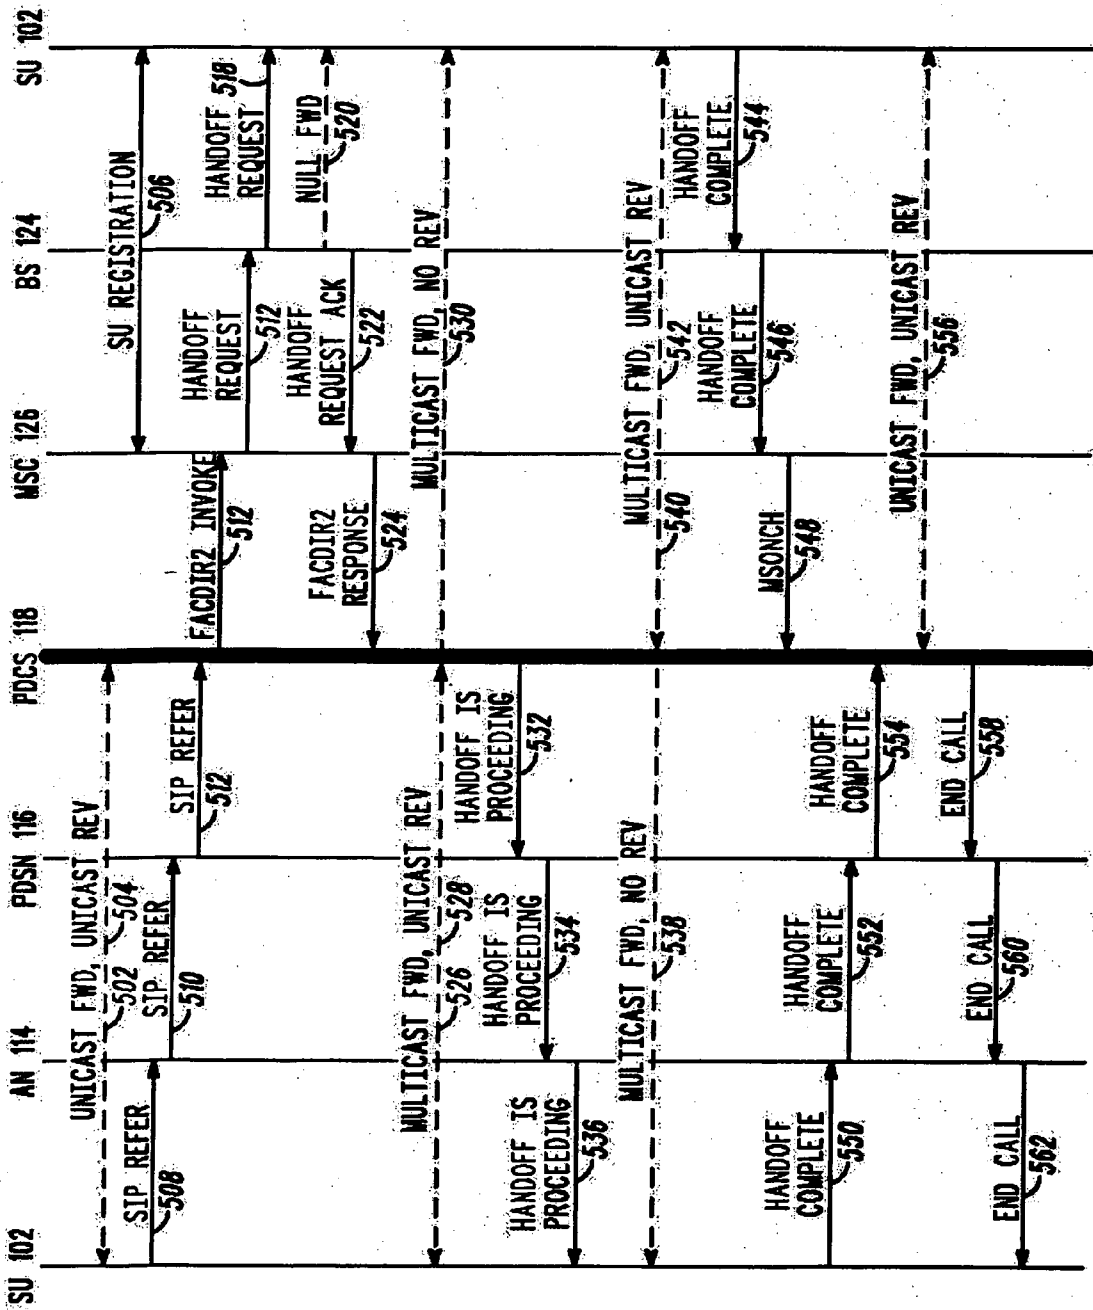 SU 102
AN 114
PDSN 116
PDCS 118
MSC 126
BS 124
SU 102
UNICAST FWD, UNICAST REV
502
504
SU REGISTRATION
506
SIP REFER
508
SIP REFER
510
SIP REFER
512
FACDIR2 INVOKE
512
HANDOFF
REQUEST
512
HANDOFF
REQUEST
518
NULL FWD
520
HANDOFF
REQUEST ACK
522
FACDIR2
RESPONSE
524
MULTICAST FWD, UNICAST REV
526
528
MULTICAST FWD, NO REV
530
HANDOFF IS
PROCEEDING
532
HANDOFF IS
PROCEEDING
534
HANDOFF IS
PROCEEDING
536
MULTICAST FWD, NO REV
538
MULTICAST FWD, UNICAST REV
540
542
HANDOFF
COMPLETE
544
HANDOFF
COMPLETE
546
MSONCH
548
HANDOFF
COMPLETE
550
HANDOFF
COMPLETE
552
HANDOFF
COMPLETE
554
UNICAST FWD, UNICAST REV
556
END CALL
558
END CALL
560
END CALL
562